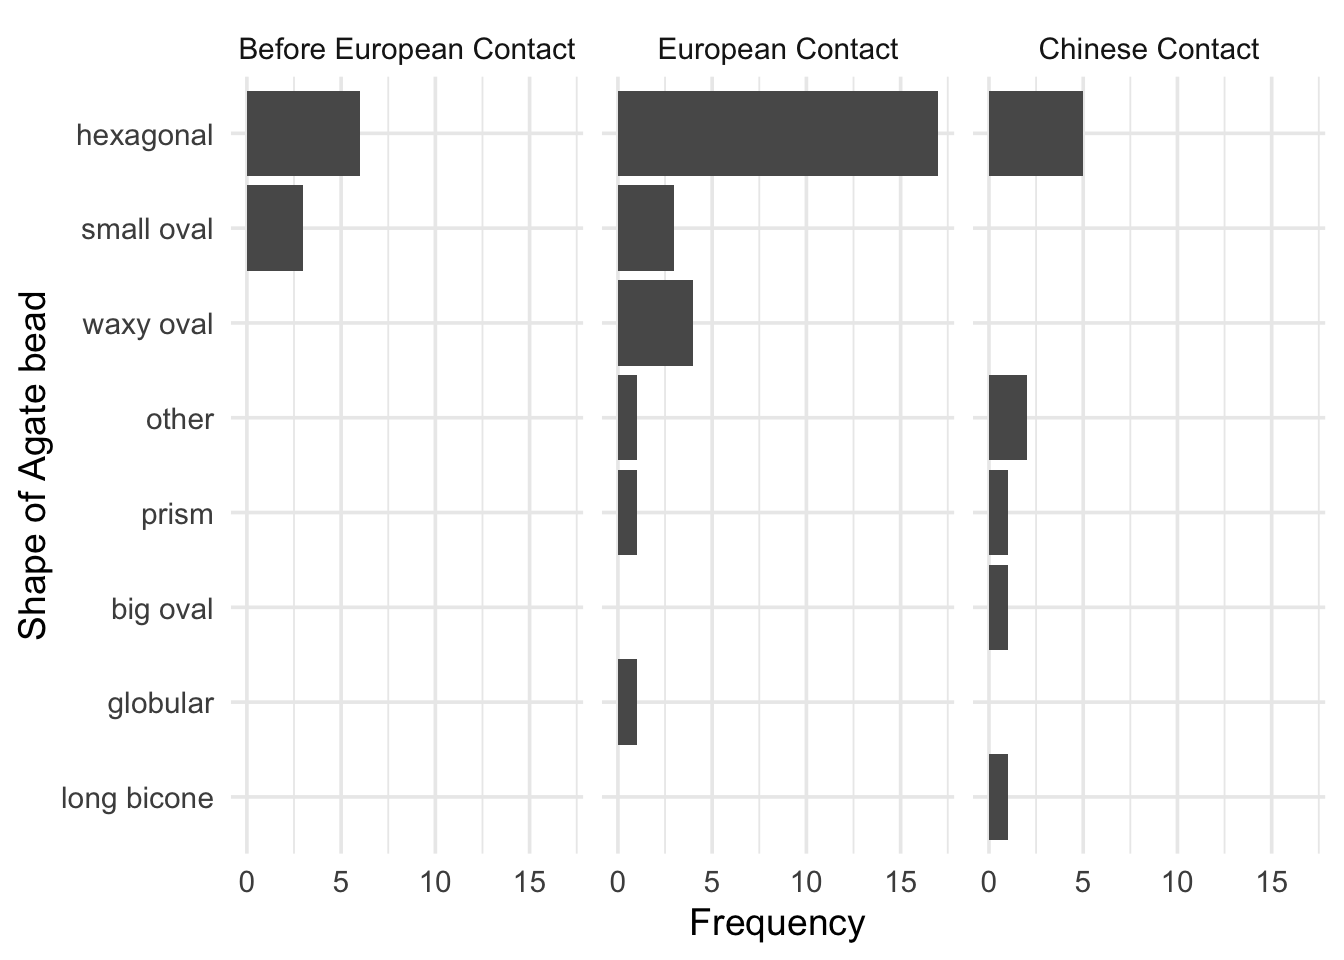 Before European Contact
European Contact
Chinese Contact
Shape of Agate bead
hexagonal
small oval
waxy oval
other
prism
big oval
globular
long bicone
0 5 10 15
0 5 10 15
0 5 10 15
Frequency